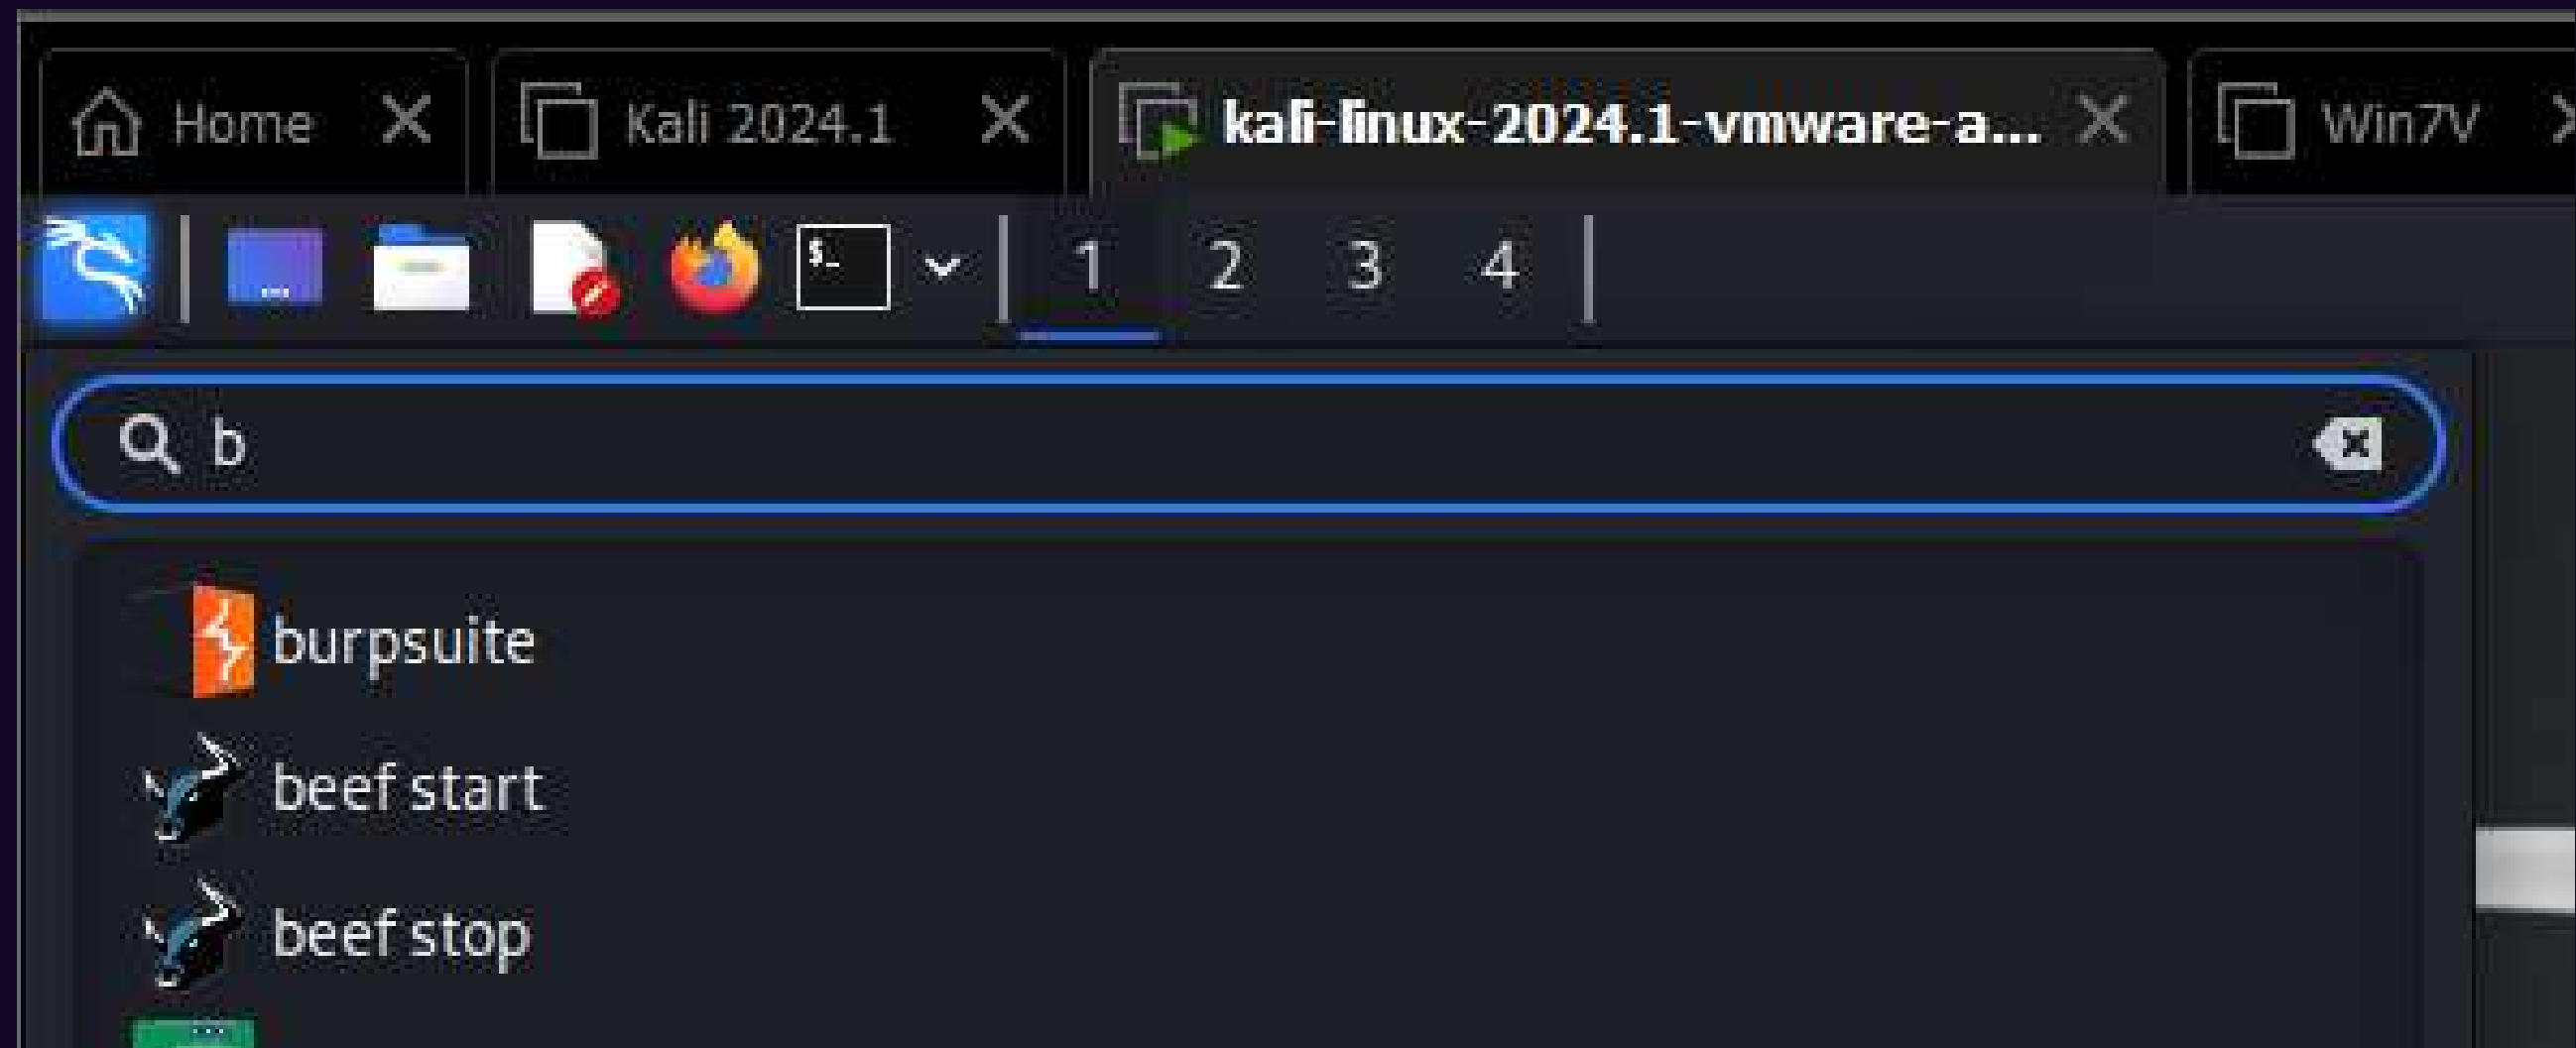 Home Kali 2024.1 kali-linux-2024.1-vmware-a... Win7V
$_ 1 2 3 4
b
burpsuite
beef start
beef stop